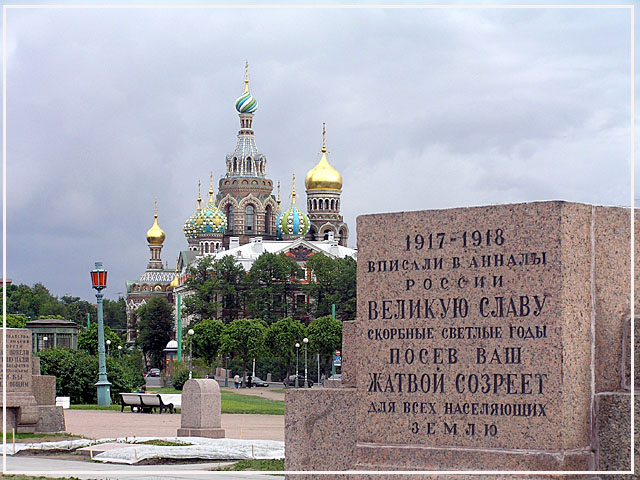 1917-1918
ВПИСАЛИ В АННАЛЫ
РОССИИ
ВЕЛИКУЮ СЛАВУ
СКОРБНЫЕ СВЕТЛЫЕ ГОДЫ
ПОСЕВ ВАШ
ЖАТВОЙ СОЗРЕЕТ
ДЛЯ ВСЕХ НАСЕЛЯЮЩИХ
ЗЕМЛЮ